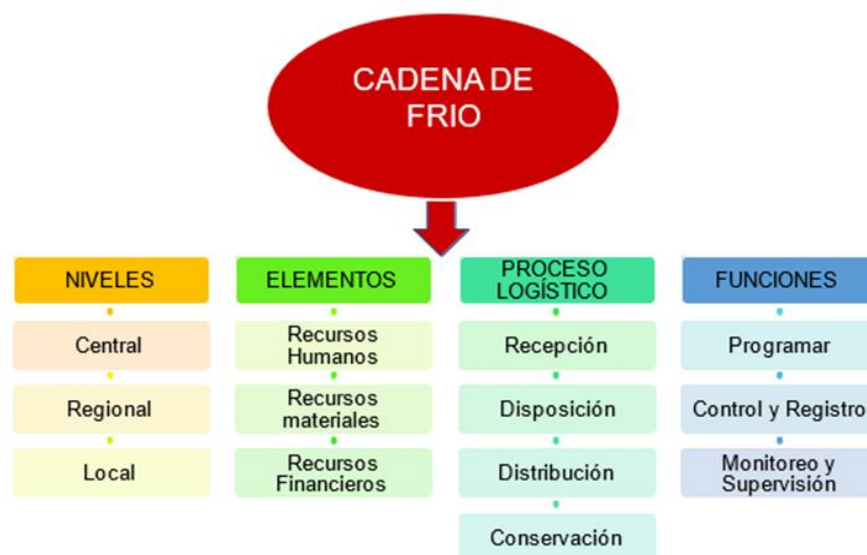 CADENA DE
FRIO
NIVELES
Central
Regional
Local
ELEMENTOS
Recursos
Humanos
Recursos
materiales
Recursos
Financieros
PROCESO
LOGÍSTICO
Recepción
Disposición
Distribución
Conservación
FUNCIONES
Programar
Control y Registro
Monitoreo y
Supervisión